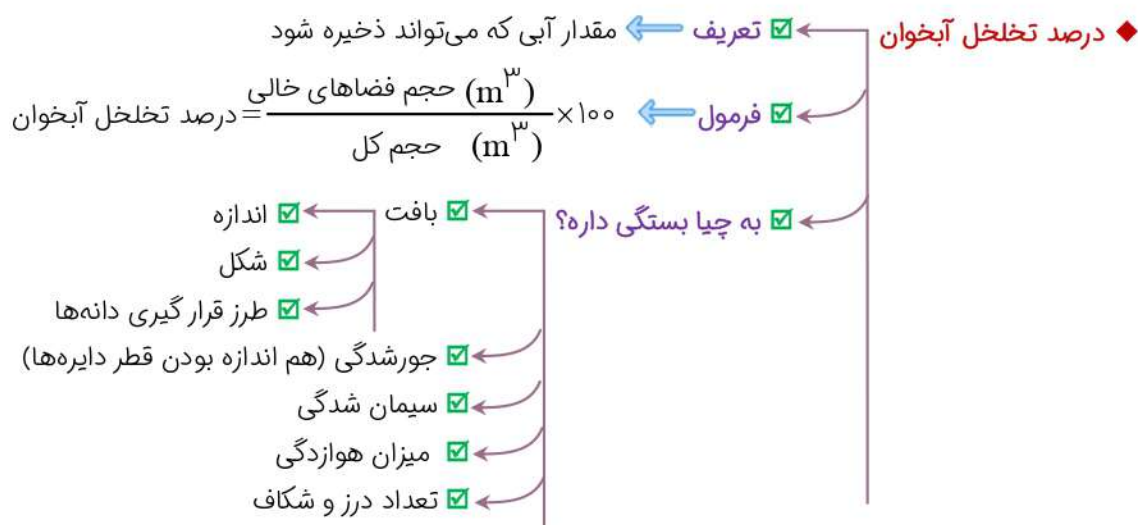 ◆ درصد تخلخل آبخوان
☑ تعریف ⇐ مقدار آبی که می‌تواند ذخیره شود
☑ فرمول ⇐ درصد تخلخل آبخوان = حجم فضاهای خالی (m³) / حجم کل (m³) × ۱۰۰
☑ به چیا بستگی داره؟
☑ بافت
☑ اندازه
☑ شکل
☑ طرز قرار گیری دانه‌ها
☑ جورشدگی (هم اندازه بودن قطر دایره‌ها)
☑ سیمان شدگی
☑ میزان هوازدگی
☑ تعداد درز و شکاف